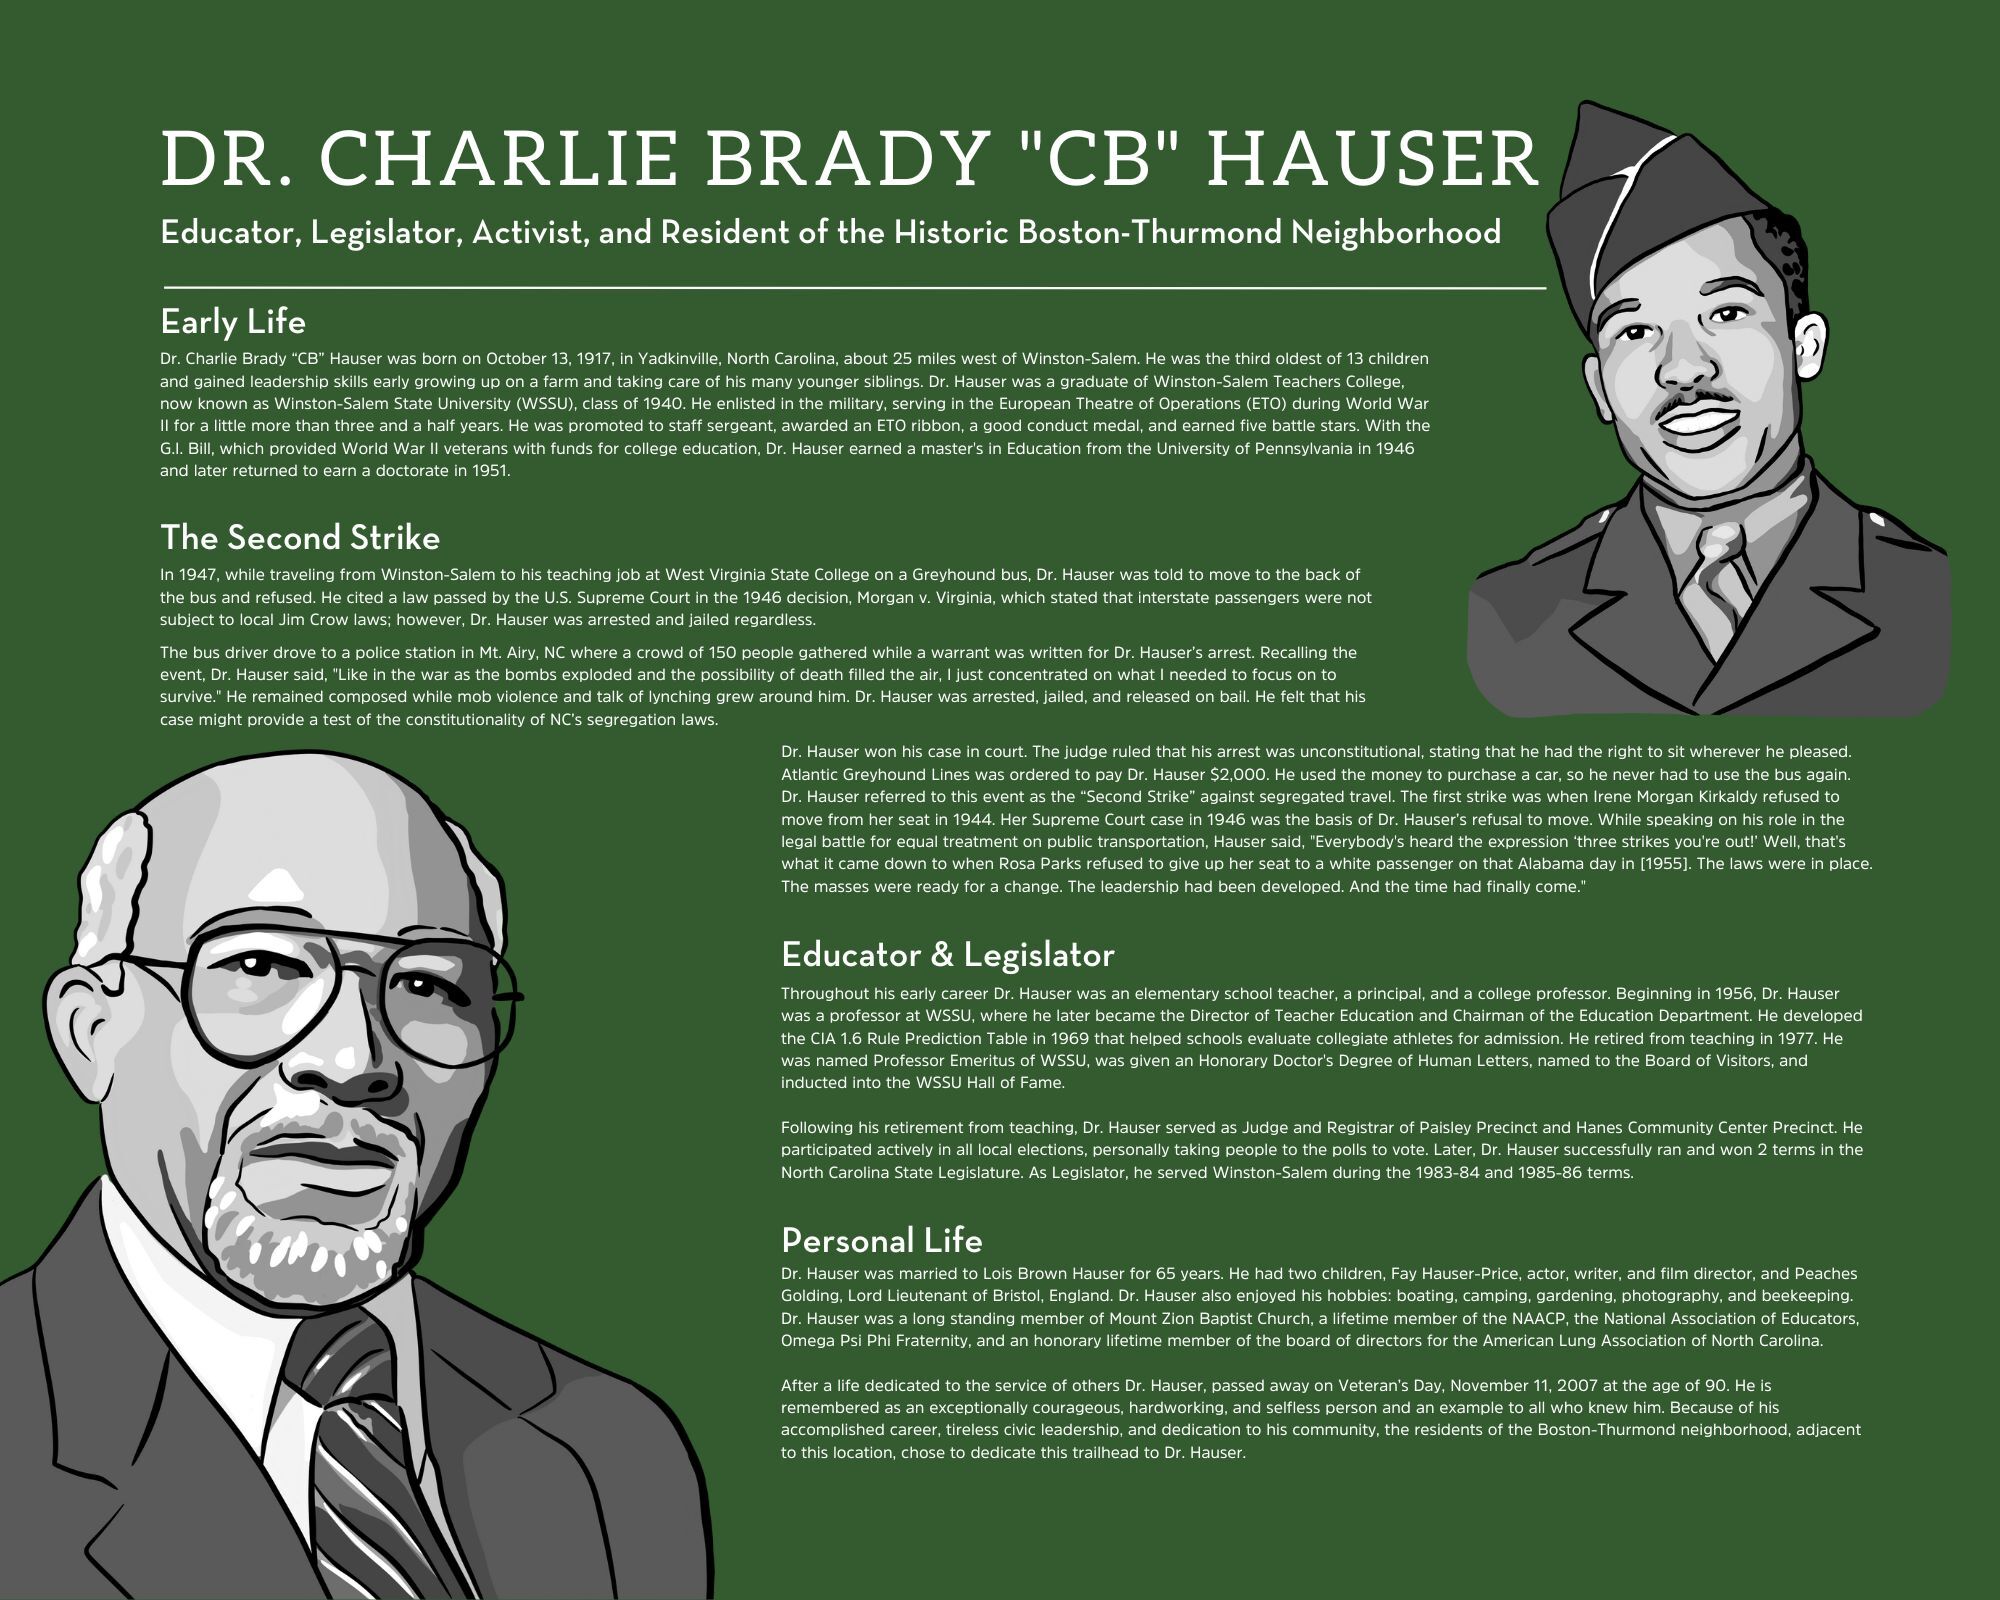 DR. CHARLIE BRADY "CB" HAUSER
Educator, Legislator, Activist, and Resident of the Historic Boston-Thurmond Neighborhood
Early Life
Dr. Charlie Brady “CB” Hauser was born on October 13, 1917, in Yadkinville, North Carolina, about 25 miles west of Winston-Salem. He was the third oldest of 13 children
and gained leadership skills early growing up on a farm and taking care of his many younger siblings. Dr. Hauser was a graduate of Winston-Salem Teachers College,
now known as Winston-Salem State University (WSSU), class of 1940. He enlisted in the military, serving in the European Theatre of Operations (ETO) during World War
II for a little more than three and a half years. He was promoted to staff sergeant, awarded an ETO ribbon, a good conduct medal, and earned five battle stars. With the
G.I. Bill, which provided World War II veterans with funds for college education, Dr. Hauser earned a master's in Education from the University of Pennsylvania in 1946
and later returned to earn a doctorate in 1951.
The Second Strike
In 1947, while traveling from Winston-Salem to his teaching job at West Virginia State College on a Greyhound bus, Dr. Hauser was told to move to the back of
the bus and refused. He cited a law passed by the U.S. Supreme Court in the 1946 decision, Morgan v. Virginia, which stated that interstate passengers were not
subject to local Jim Crow laws; however, Dr. Hauser was arrested and jailed regardless.
The bus driver drove to a police station in Mt. Airy, NC where a crowd of 150 people gathered while a warrant was written for Dr. Hauser's arrest. Recalling the
event, Dr. Hauser said, "Like in the war as the bombs exploded and the possibility of death filled the air, I just concentrated on what I needed to focus on to
survive." He remained composed while mob violence and talk of lynching grew around him. Dr. Hauser was arrested, jailed, and released on bail. He felt that his
case might provide a test of the constitutionality of NC's segregation laws.
Dr. Hauser won his case in court. The judge ruled that his arrest was unconstitutional, stating that he had the right to sit wherever he pleased.
Atlantic Greyhound Lines was ordered to pay Dr. Hauser $2,000. He used the money to purchase a car, so he never had to use the bus again.
Dr. Hauser referred to this event as the “Second Strike” against segregated travel. The first strike was when Irene Morgan Kirkaldy refused to
move from her seat in 1944. Her Supreme Court case in 1946 was the basis of Dr. Hauser's refusal to move. While speaking on his role in the
legal battle for equal treatment on public transportation, Hauser said, "Everybody's heard the expression ‘three strikes you're out!’ Well, that's
what it came down to when Rosa Parks refused to give up her seat to a white passenger on that Alabama day in [1955]. The laws were in place.
The masses were ready for a change. The leadership had been developed. And the time had finally come."
Educator & Legislator
Throughout his early career Dr. Hauser was an elementary school teacher, a principal, and a college professor. Beginning in 1956, Dr. Hauser
was a professor at WSSU, where he later became the Director of Teacher Education and Chairman of the Education Department. He developed
the CIA 1.6 Rule Prediction Table in 1969 that helped schools evaluate collegiate athletes for admission. He retired from teaching in 1977. He
was named Professor Emeritus of WSSU, was given an Honorary Doctor's Degree of Human Letters, named to the Board of Visitors, and
inducted into the WSSU Hall of Fame.
Following his retirement from teaching, Dr. Hauser served as Judge and Registrar of Paisley Precinct and Hanes Community Center Precinct. He
participated actively in all local elections, personally taking people to the polls to vote. Later, Dr. Hauser successfully ran and won 2 terms in the
North Carolina State Legislature. As Legislator, he served Winston-Salem during the 1983-84 and 1985-86 terms.
Personal Life
Dr. Hauser was married to Lois Brown Hauser for 65 years. He had two children, Fay Hauser-Price, actor, writer, and film director, and Peaches
Golding, Lord Lieutenant of Bristol, England. Dr. Hauser also enjoyed his hobbies: boating, camping, gardening, photography, and beekeeping.
Dr. Hauser was a long standing member of Mount Zion Baptist Church, a lifetime member of the NAACP, the National Association of Educators,
Omega Psi Phi Fraternity, and an honorary lifetime member of the board of directors for the American Lung Association of North Carolina.
After a life dedicated to the service of others Dr. Hauser, passed away on Veteran's Day, November 11, 2007 at the age of 90. He is
remembered as an exceptionally courageous, hardworking, and selfless person and an example to all who knew him. Because of his
accomplished career, tireless civic leadership, and dedication to his community, the residents of the Boston-Thurmond neighborhood, adjacent
to this location, chose to dedicate this trailhead to Dr. Hauser.